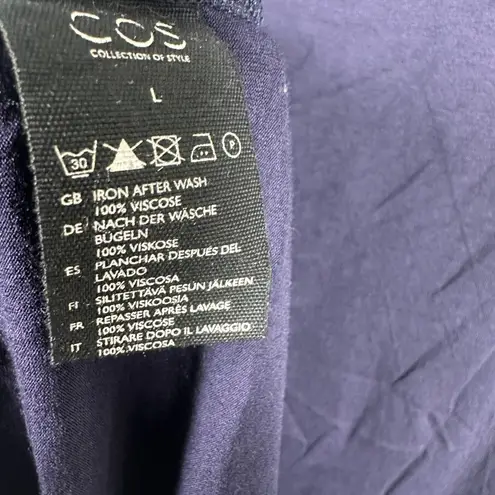 COS
COLLECTION OF STYLE
L
30 P
GB IRON AFTER WASH
100% VISCOSE
DE NACH DER WÄSCHE
BÜGELN
100% VISKOSE
ES PLANCHAR DESPUÉS DEL
LAVADO
100% VISCOSA
FI SILITETTÄVÄ PESUN JÄLKEEN
100% VISKOOSIA
FR REPASSER APRÈS LAVAGE
100% VISCOSE
IT STIRARE DOPO IL LAVAGGIO
100% VISCOSA